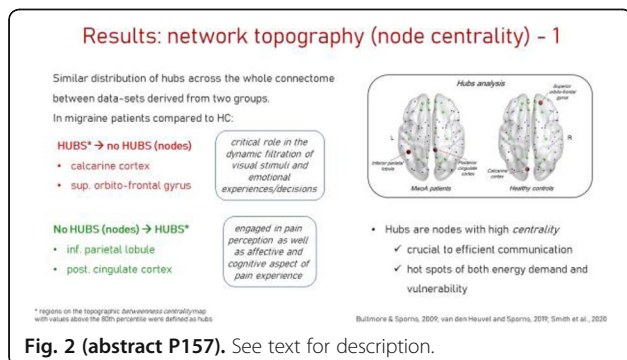 Results: network topography (node centrality) - 1
Similar distribution of hubs across the whole connectome
between data-sets derived from two groups.
In migraine patients compared to HC:
HUBS* → no HUBS (nodes)
• calcarine cortex
• sup. orbito-frontal gyrus
critical role in the
dynamic filtration of
visual stimuli and
emotional
experiences/decisions
No HUBS (nodes) → HUBS*
• inf. parietal lobule
• post. cingulate cortex
engaged in pain
perception as well
as affective and
cognitive aspect of
pain experience
* regions on the topographic betweenness centralitymap
with values above the 80th percentile were defined as hubs
Hubs analysis
Superior
orbito-frontal
gyrus
L
R
Inferior parietal
lobule
Posterior
cingulate
cortex
Calcarine
cortex
MwoA patients
Healthy controls
• Hubs are nodes with high centrality
✓ crucial to efficient communication
✓ hot spots of both energy demand and
vulnerability
Bullmore & Sporns, 2009; van den Heuvel and Sporns, 2019; Smith et al., 2020
Fig. 2 (abstract P157). See text for description.